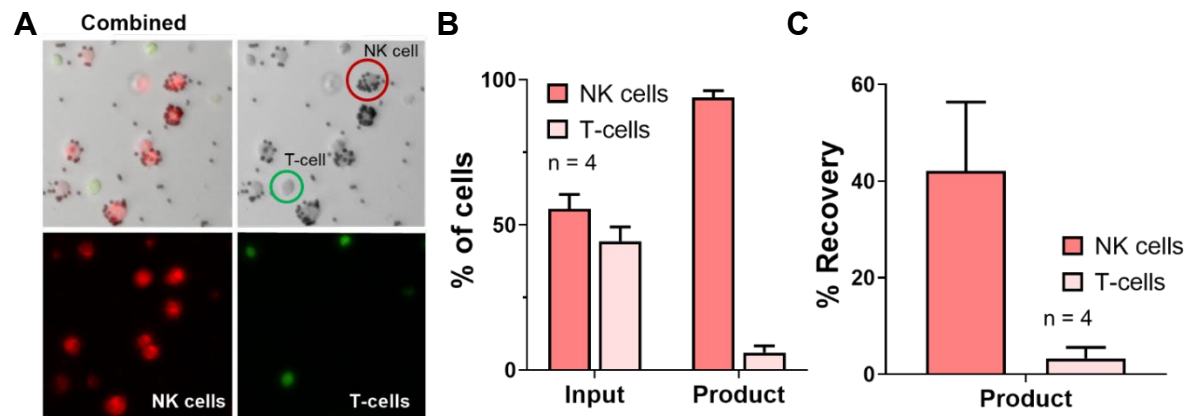 A
Combined
NK cell
T-cell
NK cells
T-cells
B
% of cells
100
50
0
NK cells
T-cells
n = 4
Input
Product
C
% Recovery
60
40
20
0
NK cells
T-cells
n = 4
Product